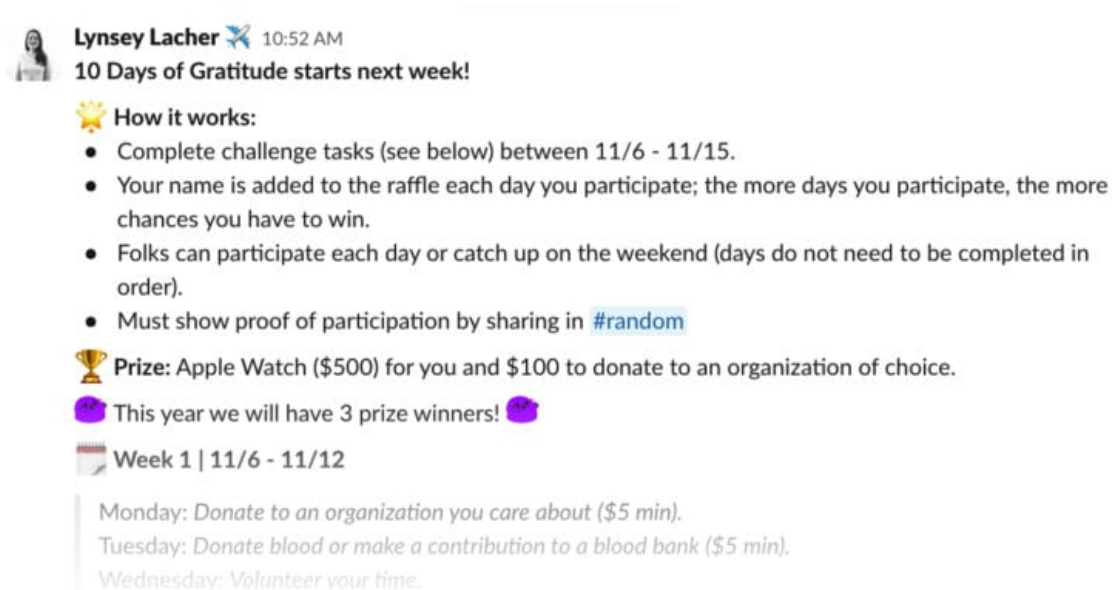 Lynsey Lacher 10:52 AM
10 Days of Gratitude starts next week!
How it works:
• Complete challenge tasks (see below) between 11/6 - 11/15.
• Your name is added to the raffle each day you participate; the more days you participate, the more
chances you have to win.
• Folks can participate each day or catch up on the weekend (days do not need to be completed in
order).
• Must show proof of participation by sharing in #random
Prize: Apple Watch ($500) for you and $100 to donate to an organization of choice.
This year we will have 3 prize winners!
Week 1 | 11/6 - 11/12
Monday: Donate to an organization you care about ($5 min).
Tuesday: Donate blood or make a contribution to a blood bank ($5 min).
Wednesday: Volunteer your time.